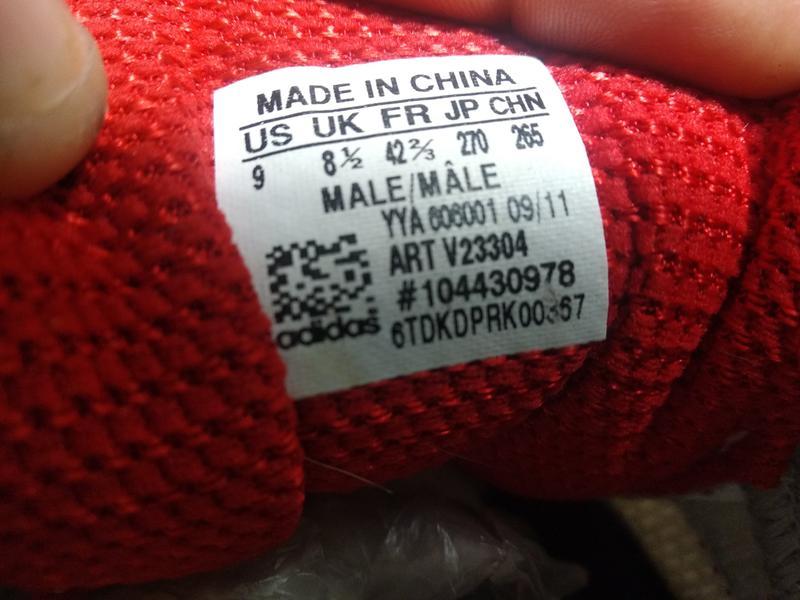 MADE IN CHINA
US UK FR JP CHN
9 8½ 42⅔ 270 265
MALE/MÂLE
YYA 606001 09/11
ART V23304
#104430978
adidas 6TDKDPRK00367